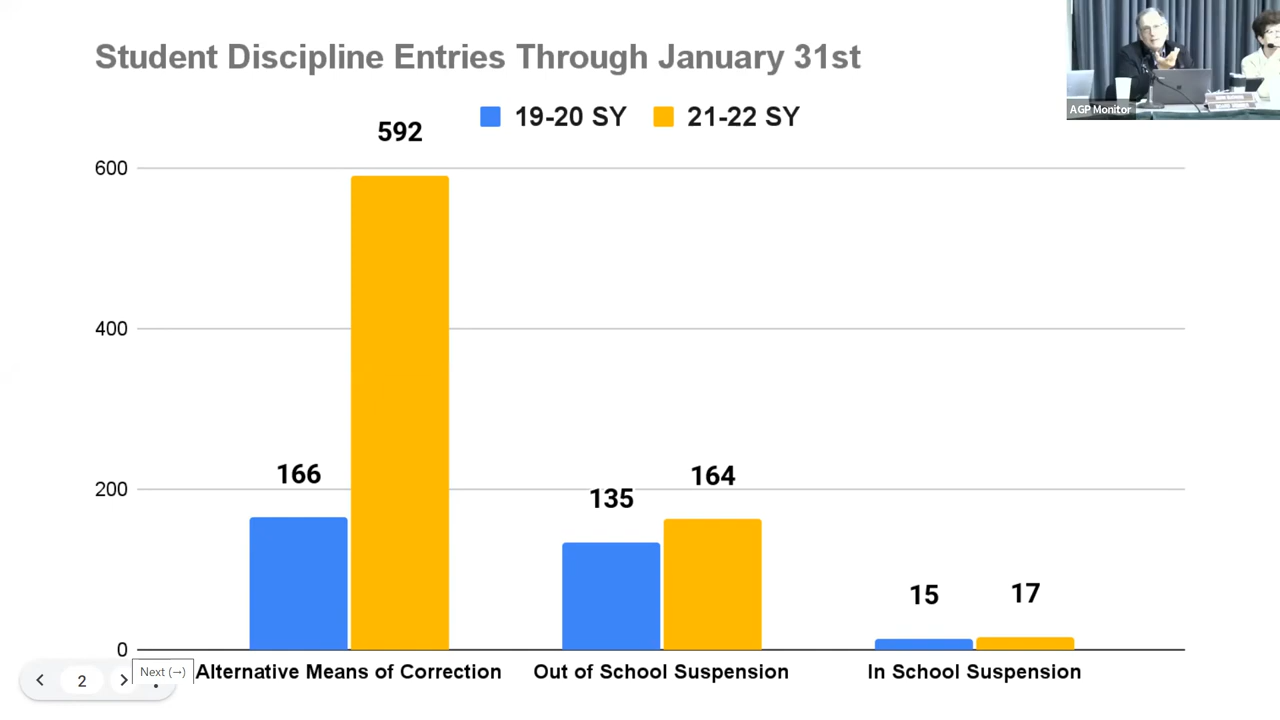 Student Discipline Entries Through January 31st
19-20 SY
21-22 SY
592
600
400
166
200
135
164
15
17
0
Alternative Means of Correction
Out of School Suspension
In School Suspension
2
Next (→)
AGP Monitor